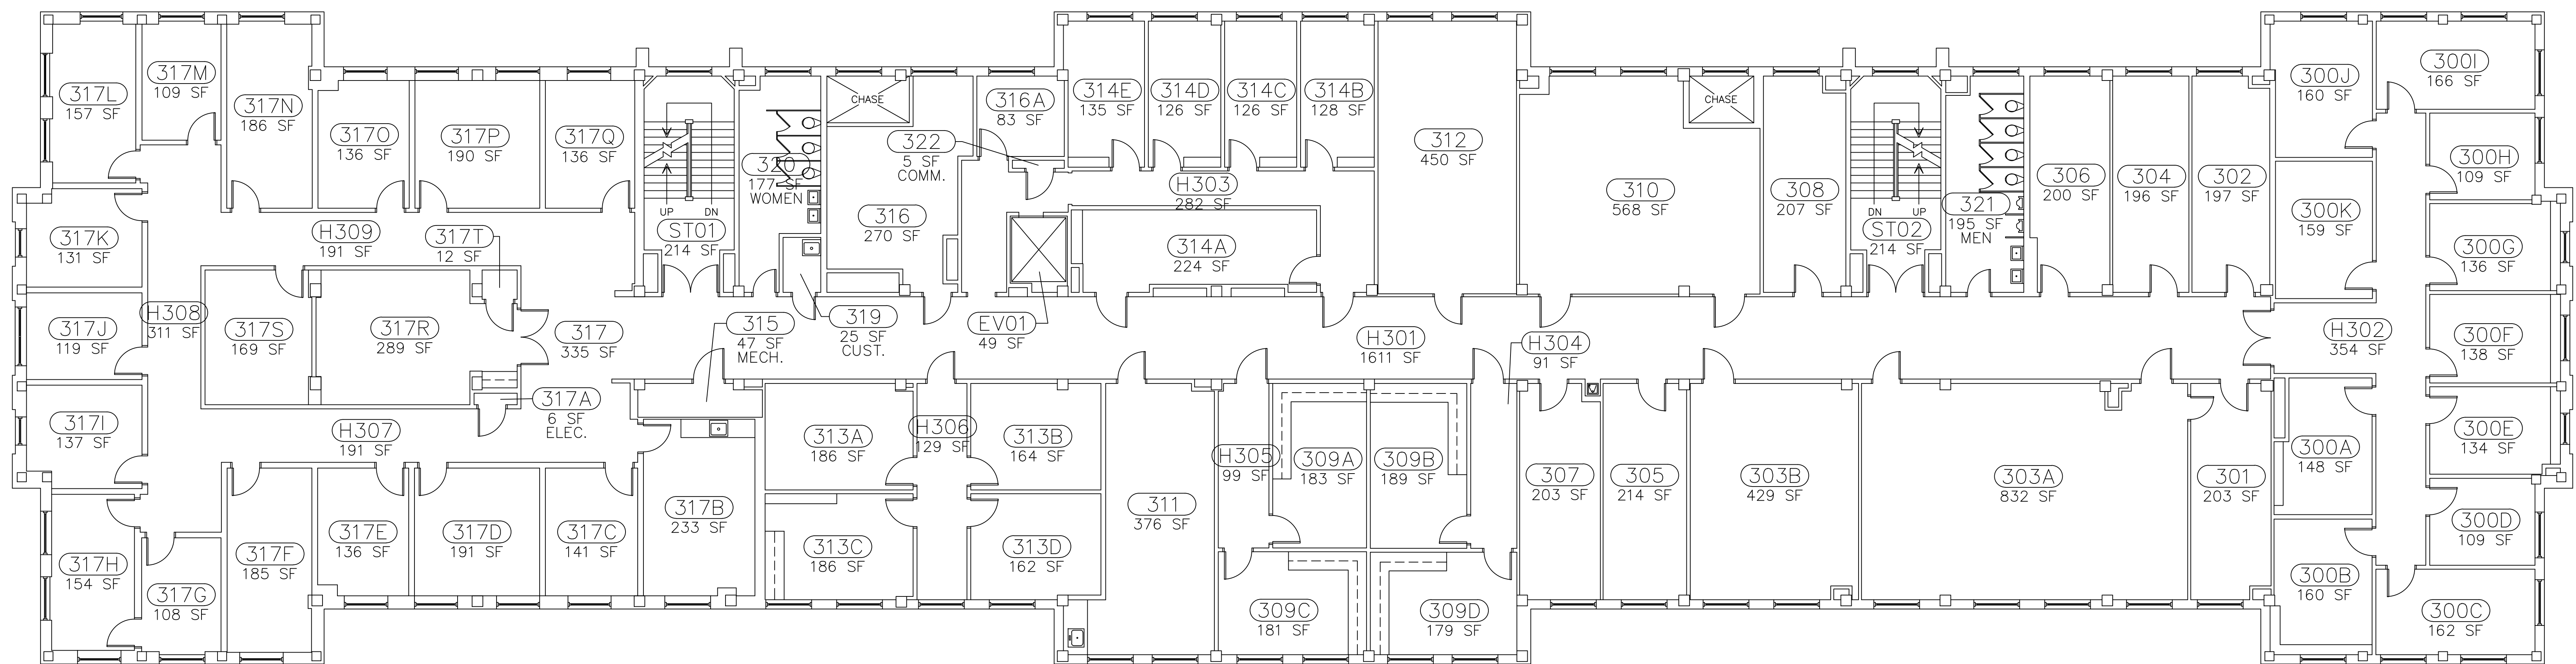 317L
157 SF
317M
109 SF
317N
186 SF
317O
136 SF
317P
190 SF
317Q
136 SF
UP
DN
ST01
214 SF
320
177 SF
WOMEN
CHASE
316
270 SF
316A
83 SF
322
5 SF
COMM.
314E
135 SF
314D
126 SF
314C
126 SF
314B
128 SF
H303
282 SF
314A
224 SF
312
450 SF
310
568 SF
CHASE
308
207 SF
DN
UP
ST02
214 SF
321
195 SF
MEN
306
200 SF
304
196 SF
302
197 SF
300J
160 SF
300I
166 SF
300H
109 SF
300K
159 SF
300G
136 SF
317K
131 SF
H309
191 SF
317T
12 SF
317J
119 SF
H308
311 SF
317S
169 SF
317R
289 SF
317
335 SF
315
47 SF
MECH.
319
25 SF
CUST.
EV01
49 SF
H301
1611 SF
H304
91 SF
H302
354 SF
300F
138 SF
317I
137 SF
H307
191 SF
317A
6 SF
ELEC.
313A
186 SF
H306
129 SF
313B
164 SF
H305
99 SF
309A
183 SF
309B
189 SF
307
203 SF
305
214 SF
303B
429 SF
303A
832 SF
301
203 SF
300A
148 SF
300E
134 SF
317H
154 SF
317G
108 SF
317F
185 SF
317E
136 SF
317D
191 SF
317C
141 SF
317B
233 SF
313C
186 SF
313D
162 SF
311
376 SF
309C
181 SF
309D
179 SF
300B
160 SF
300D
109 SF
300C
162 SF